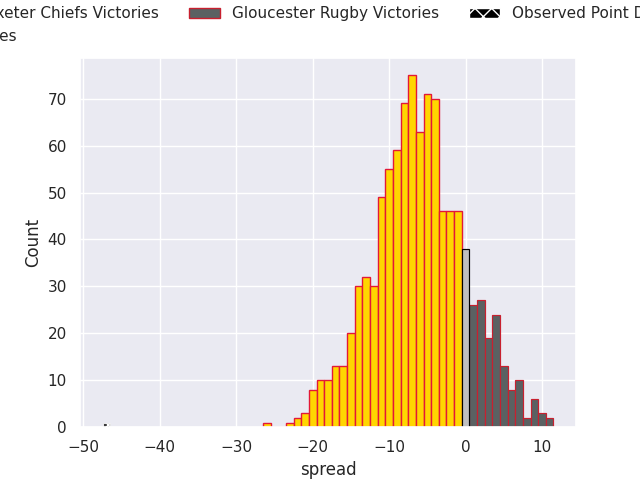 xeter Chiefs Victories Gloucester Rugby Victories Observed Point D
es
70
60
50
40
30
20
10
0
Count
−50 −40 −30 −20 −10 0 10
spread